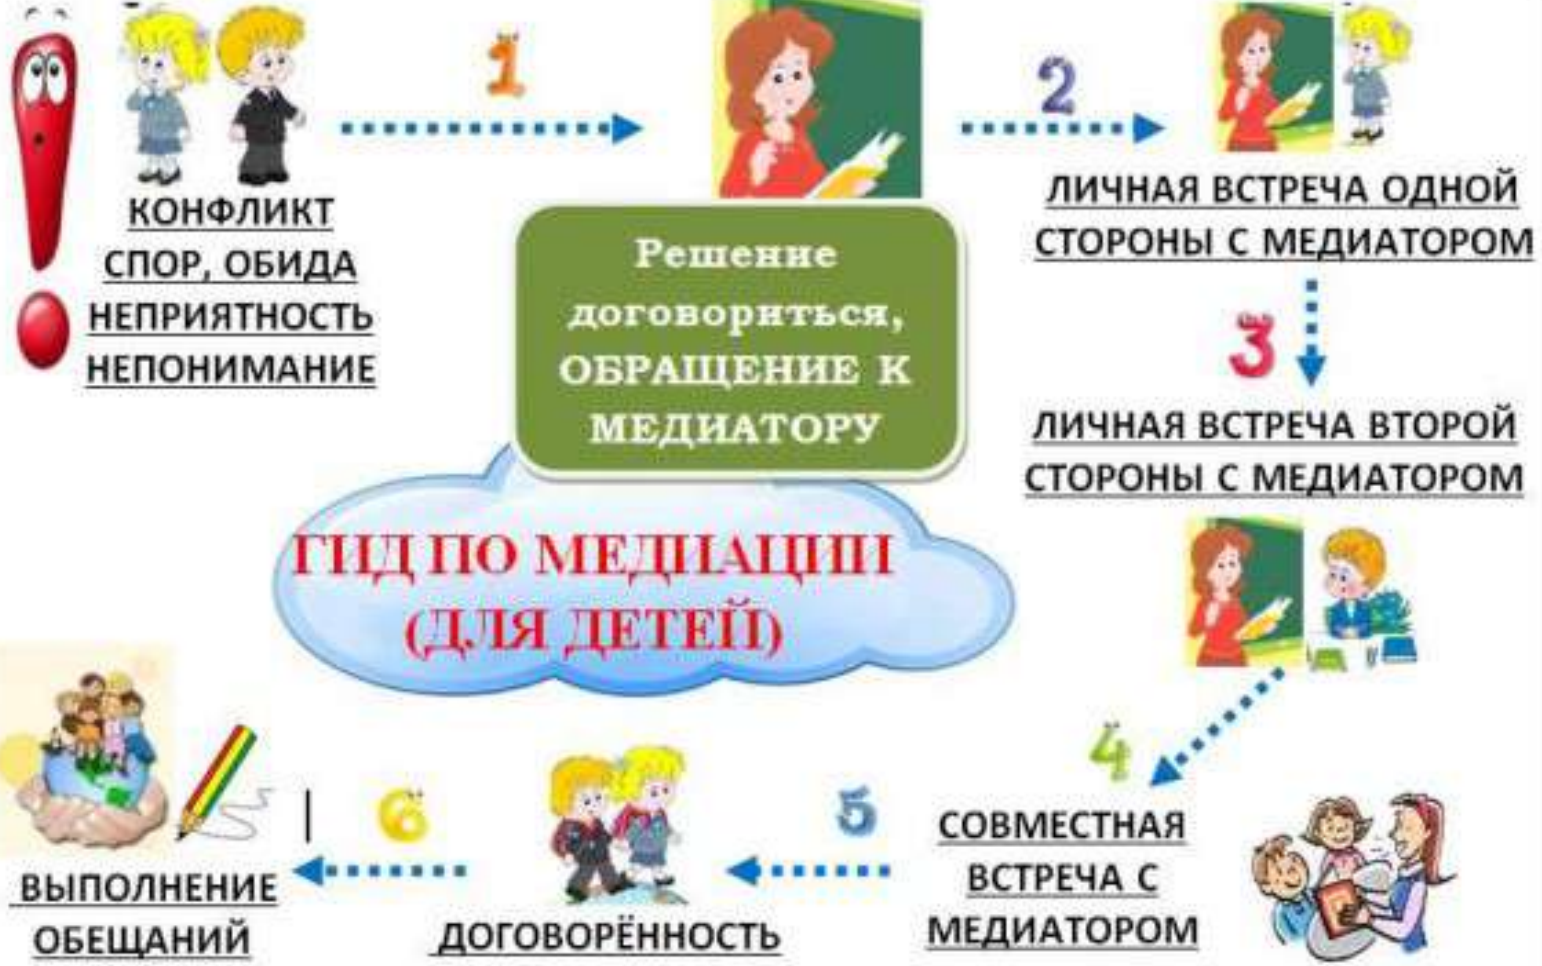 КОНФЛИКТ
СПОР, ОБИДА
НЕПРИЯТНОСТЬ
НЕПОНИМАНИЕ
1
Решение
договориться,
ОБРАЩЕНИЕ К
МЕДИАТОРУ
2
ЛИЧНАЯ ВСТРЕЧА ОДНОЙ
СТОРОНЫ С МЕДИАТОРОМ
3
ЛИЧНАЯ ВСТРЕЧА ВТОРОЙ
СТОРОНЫ С МЕДИАТОРОМ
ГИД ПО МЕДИАЦИИ
(ДЛЯ ДЕТЕЙ)
4
СОВМЕСТНАЯ
ВСТРЕЧА С
МЕДИАТОРОМ
5
ДОГОВОРЁННОСТЬ
6
ВЫПОЛНЕНИЕ
ОБЕЩАНИЙ